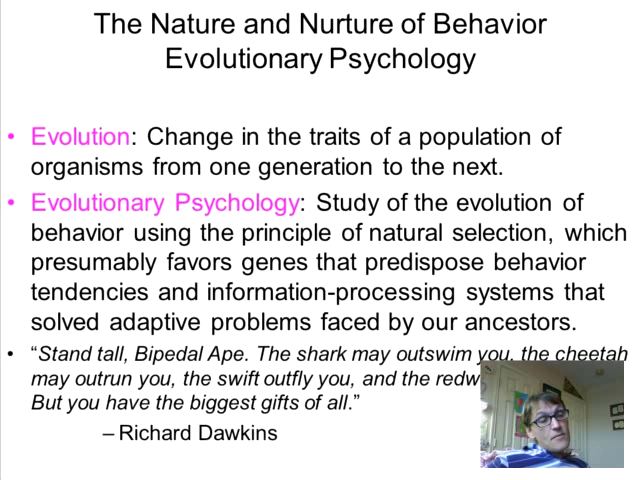 The Nature and Nurture of Behavior
Evolutionary Psychology
• Evolution: Change in the traits of a population of
organisms from one generation to the next.
• Evolutionary Psychology: Study of the evolution of
behavior using the principle of natural selection, which
presumably favors genes that predispose behavior
tendencies and information-processing systems that
solved adaptive problems faced by our ancestors.
• “Stand tall, Bipedal Ape. The shark may outswim you, the cheetah
may outrun you, the swift outfly you, and the
But you have the biggest gifts of all.”
– Richard Dawkins